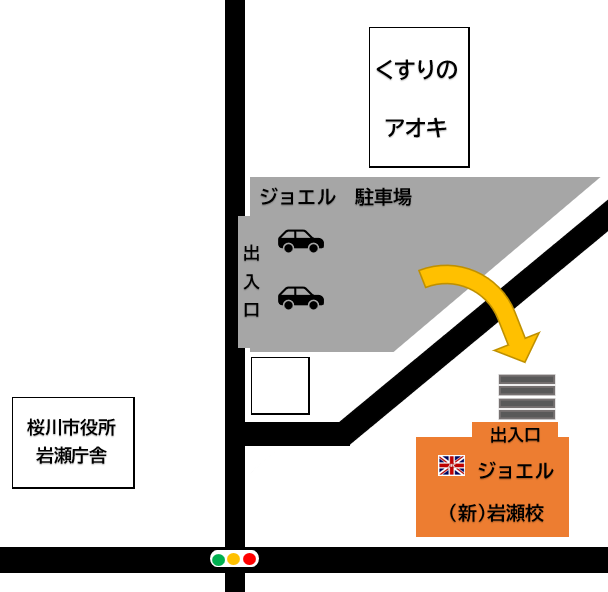 くすりの
アオキ
ジョエル　駐車場
出
入
口
桜川市役所
岩瀬庁舎
出入口
ジョエル
（新）岩瀬校